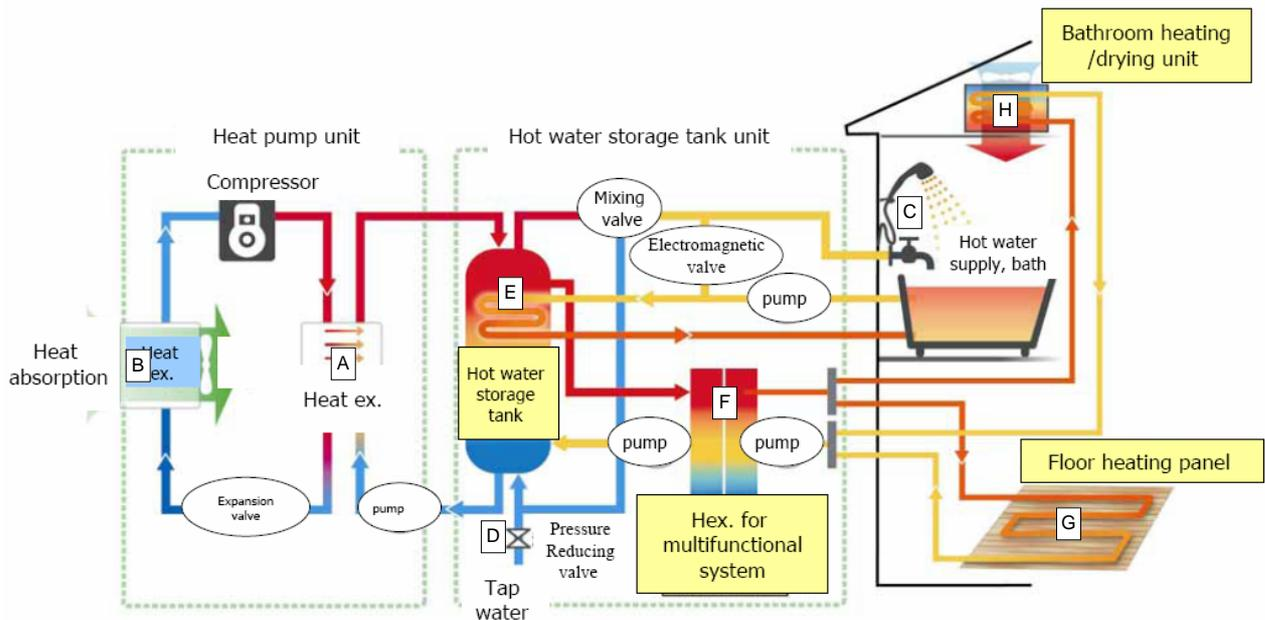 Bathroom heating
/drying unit
H
Heat pump unit
Hot water storage tank unit
Compressor
Mixing
valve
C
Electromagnetic
valve
Hot water
supply, bath
E
pump
Heat
absorption
B
Heat
ex.
A
Heat ex.
Hot water
storage
tank
F
pump
pump
Floor heating panel
Expansion
valve
pump
D
Pressure
Reducing
valve
Hex. for
multifunctional
system
G
Tap
water